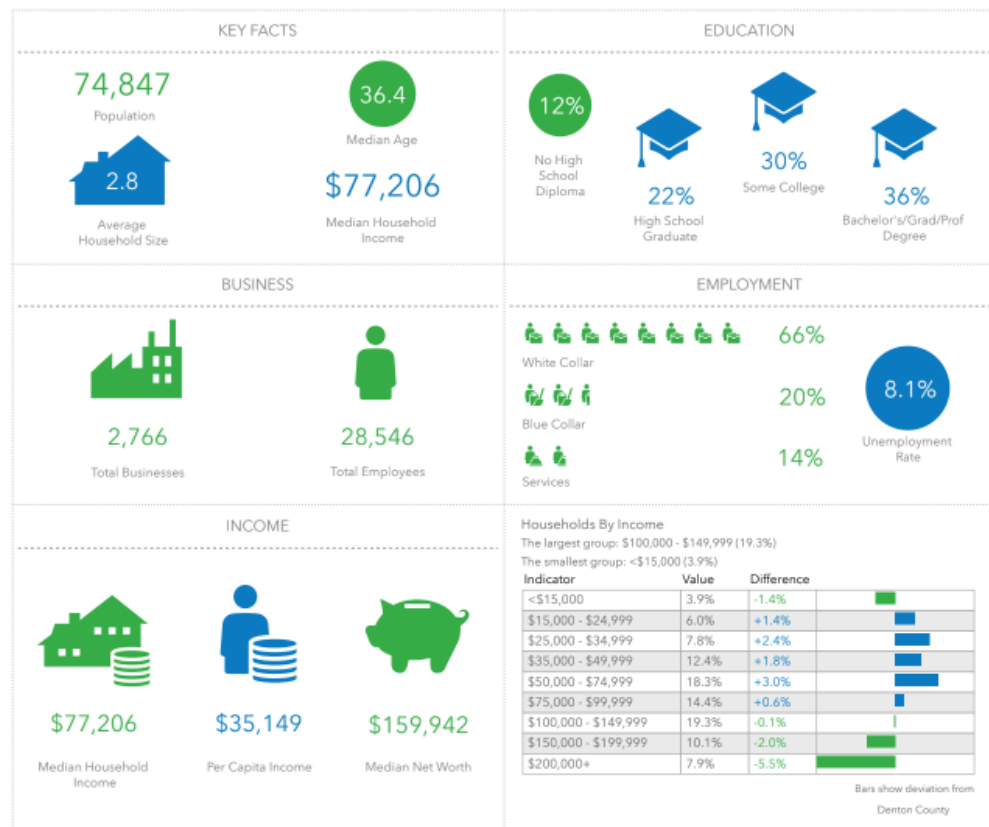 KEY FACTS
74,847
Population
36.4
Median Age
2.8
Average
Household Size
$77,206
Median Household
Income
EDUCATION
12%
No High
School
Diploma
22%
High School
Graduate
30%
Some College
36%
Bachelor's/Grad/Prof
Degree
BUSINESS
2,766
Total Businesses
28,546
Total Employees
EMPLOYMENT
66%
White Collar
20%
Blue Collar
14%
Services
8.1%
Unemployment
Rate
INCOME
$77,206
Median Household
Income
$35,149
Per Capita Income
$159,942
Median Net Worth
Households By Income
The largest group: $100,000 - $149,999 (19.3%)
The smallest group: <$15,000 (3.9%)
Indicator Value Difference
<$15,000 3.9% -1.4%
$15,000 - $24,999 6.0% +1.4%
$25,000 - $34,999 7.8% +2.4%
$35,000 - $49,999 12.4% +1.8%
$50,000 - $74,999 18.3% +3.0%
$75,000 - $99,999 14.4% +0.6%
$100,000 - $149,999 19.3% -0.1%
$150,000 - $199,999 10.1% -2.0%
$200,000+ 7.9% -5.5%
Bars show deviation from
Denton County